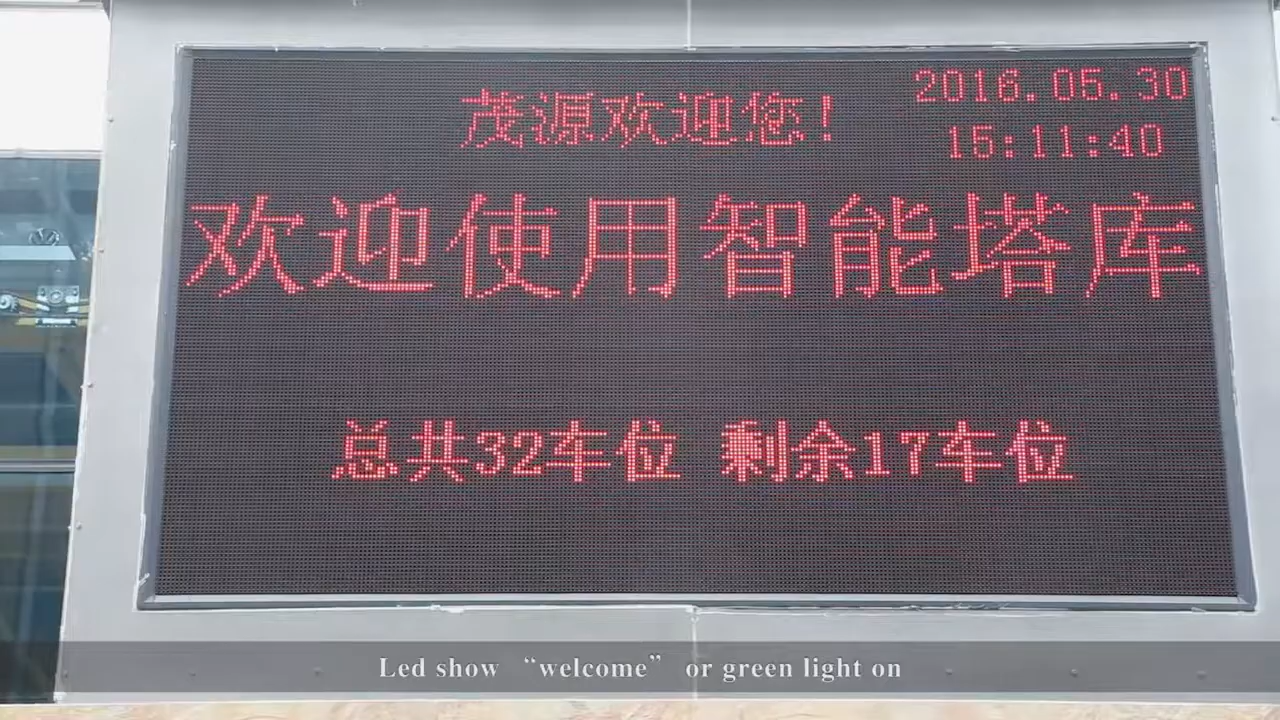 茂源欢迎您!
2016.05.30
15:11:40
欢迎使用智能塔库
总共32车位 剩余17车位
Led show “welcome” or green light on